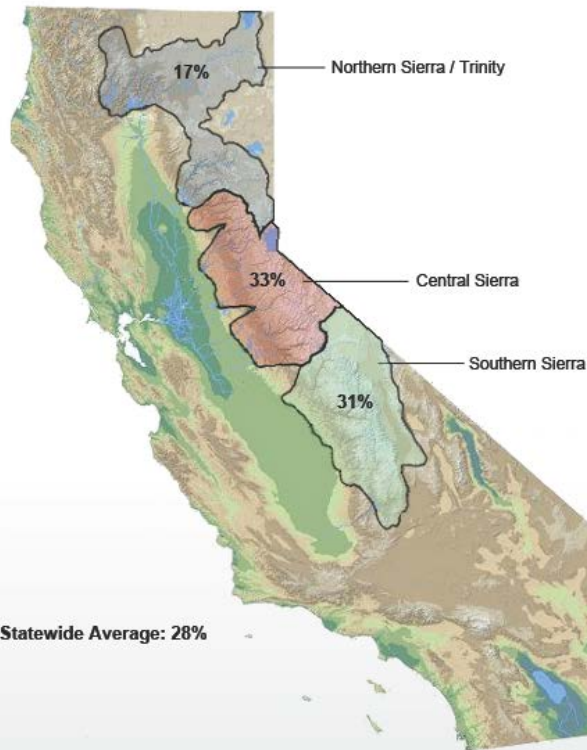 17%
Northern Sierra / Trinity
33%
Central Sierra
31%
Southern Sierra
Statewide Average: 28%